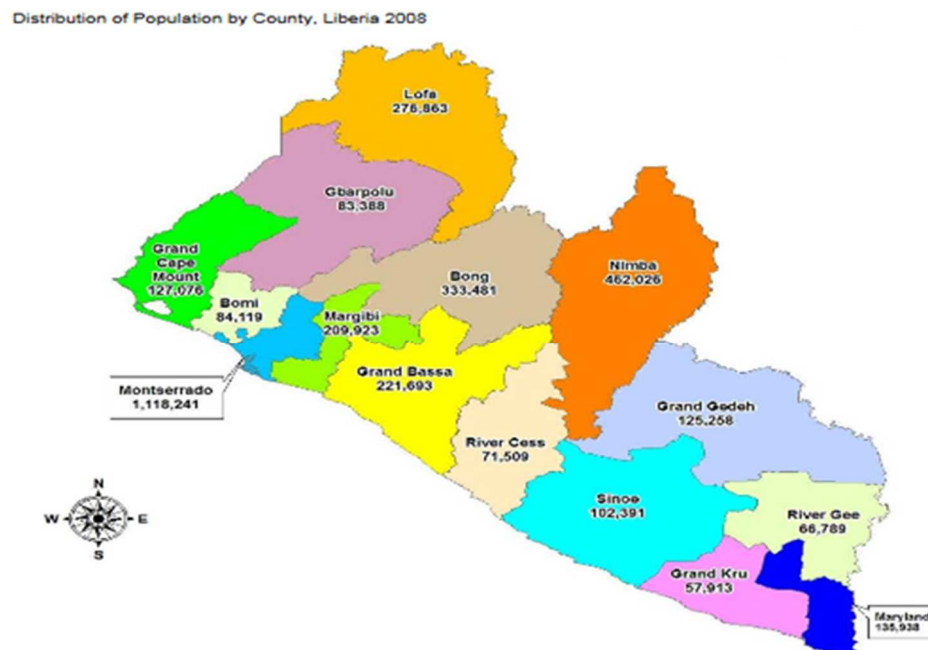 Distribution of Population by County, Liberia 2008
Lofa
276,863
Gbarpolu
83,388
Grand
Cape
Mount
127,076
Bomi
84,119
Bong
333,481
Nimba
462,026
Margibi
209,923
Grand Bassa
221,693
Montserrado
1,118,241
Grand Gedeh
125,258
River Cess
71,509
Sinoe
102,391
River Gee
66,789
Grand Kru
57,913
Maryland
135,938
N
W
E
S